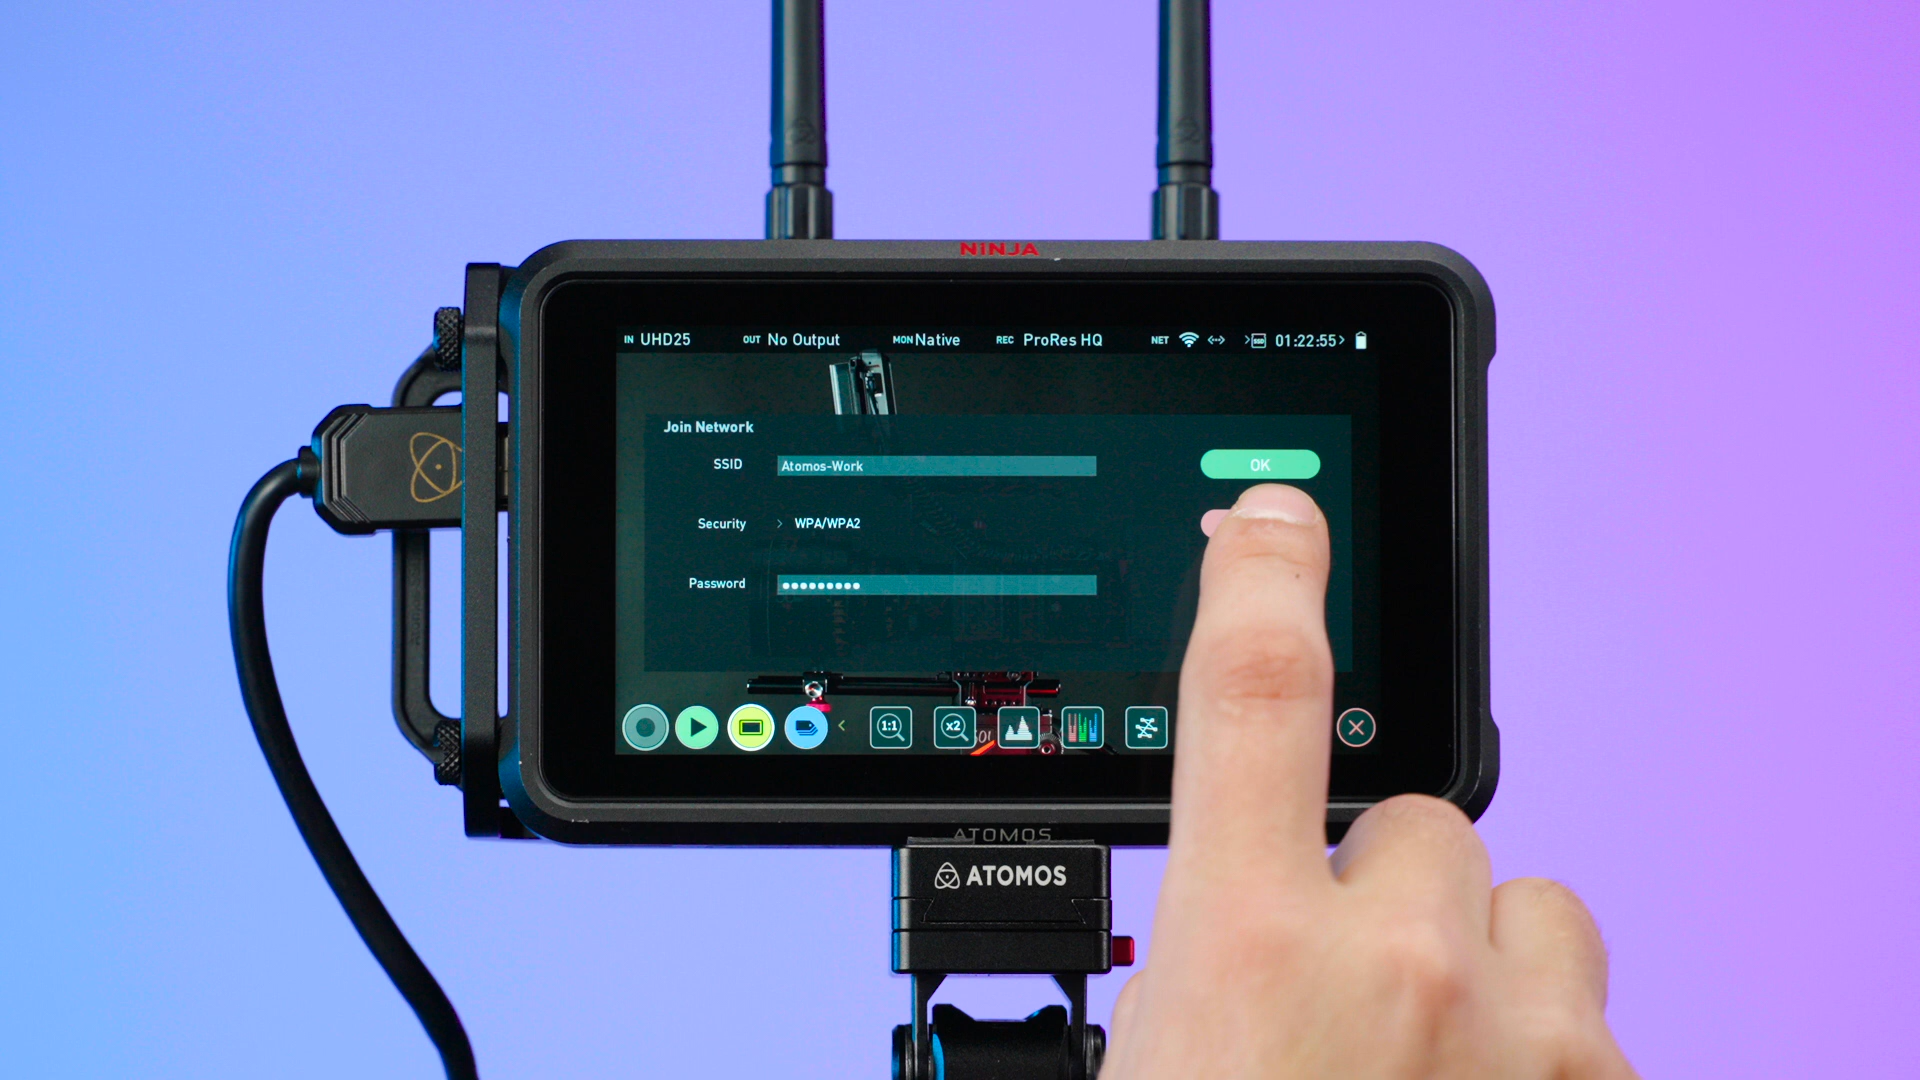 NINJA
IN UHD25 OUT No Output MON Native REC ProRes HQ NET SSD 01:22:55
Join Network
SSID Atomos-Work OK
Security WPA/WPA2
Password
1:1 x2
ATOMOS
ATOMOS